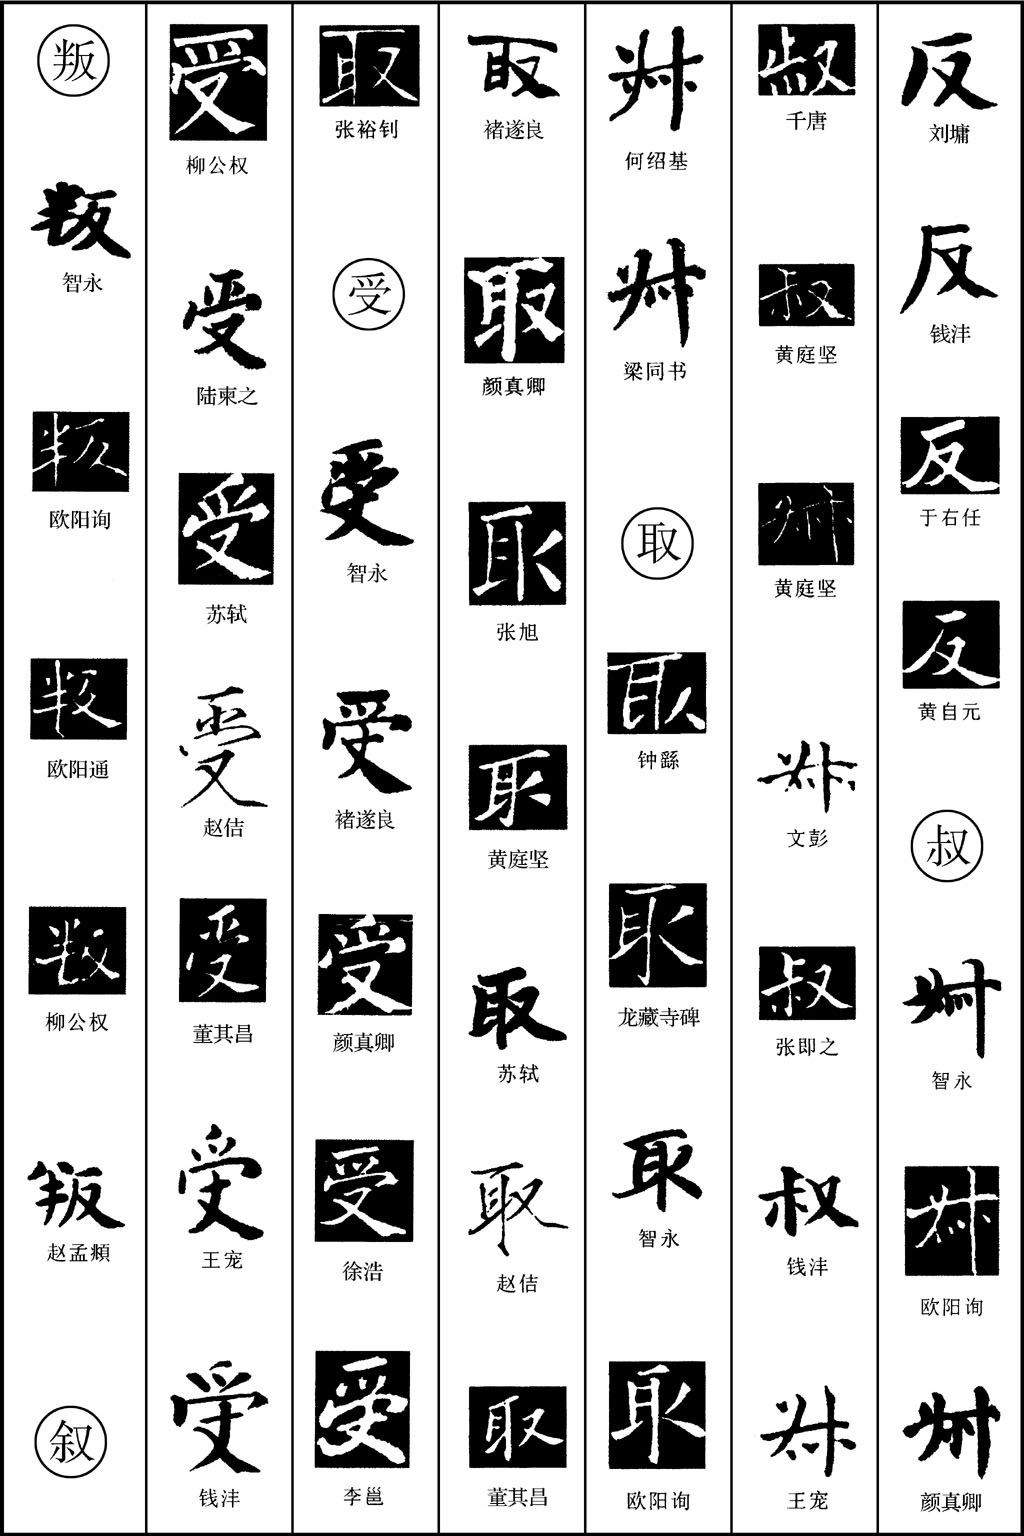 反
刘墉
反
钱沣
反
于右任
反
黄自元
叔
叔
智永
叔
欧阳询
叔
颜真卿
叔
千唐
叔
黄庭坚
叔
黄庭坚
叔
文彭
叔
张即之
叔
钱沣
叔
王宠
叔
何绍基
叔
梁同书
取
取
钟繇
取
龙藏寺碑
取
智永
取
欧阳询
取
褚遂良
取
颜真卿
取
张旭
取
黄庭坚
取
苏轼
取
赵佶
取
董其昌
取
张裕钊
受
受
智永
受
褚遂良
受
颜真卿
受
徐浩
受
李邕
受
柳公权
受
陆柬之
受
苏轼
受
赵佶
受
董其昌
受
王宠
受
钱沣
叛
叛
智永
叛
欧阳询
叛
欧阳通
叛
柳公权
叛
赵孟頫
叙